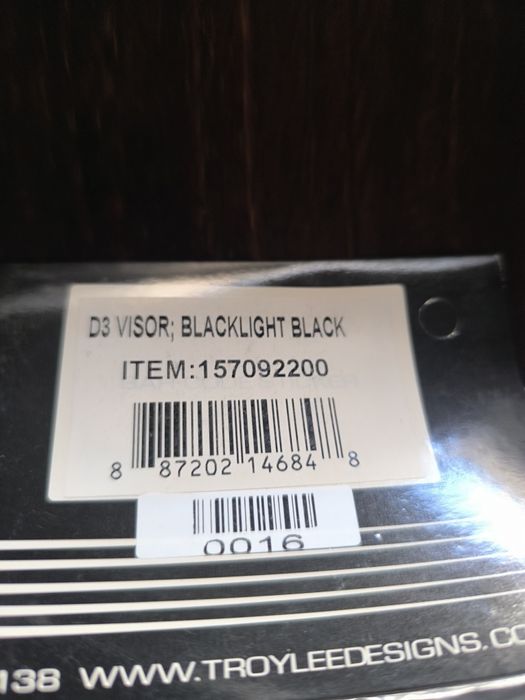 D3 VISOR; BLACKLIGHT BLACK
ITEM:157092200
8 87202 14684 8
0016
138 WWW.TROYLEEDESIGNS.CO